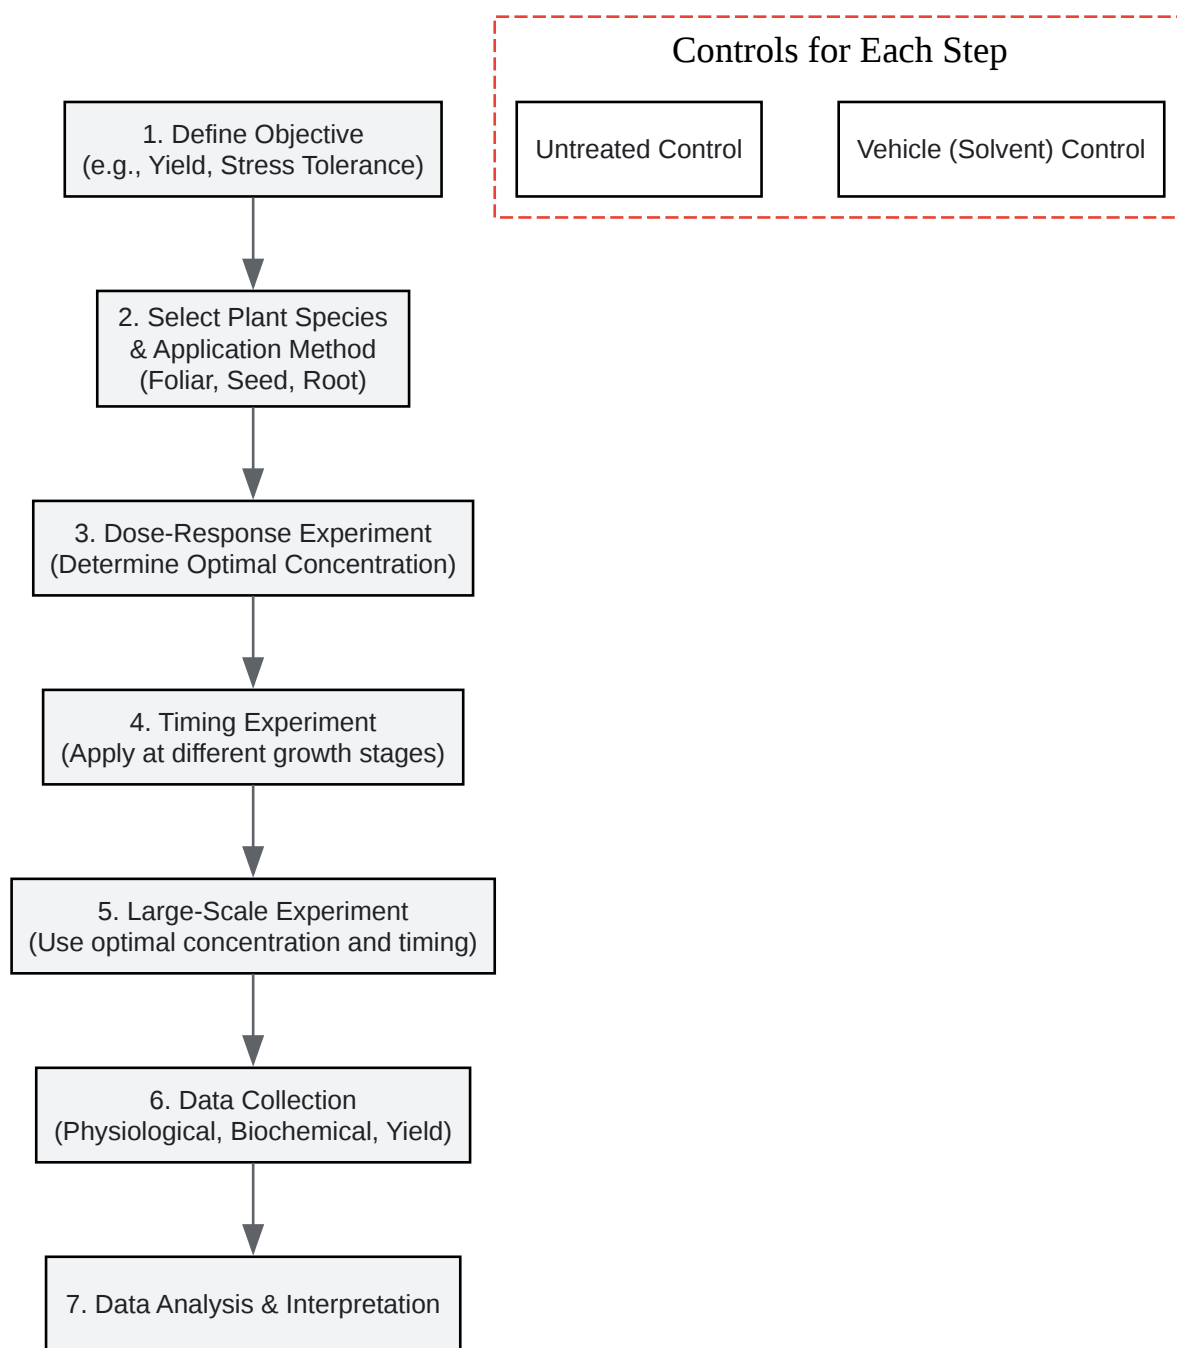 Controls for Each Step
Untreated Control
Vehicle (Solvent) Control
1. Define Objective
(e.g., Yield, Stress Tolerance)
2. Select Plant Species
& Application Method
(Foliar, Seed, Root)
3. Dose-Response Experiment
(Determine Optimal Concentration)
4. Timing Experiment
(Apply at different growth stages)
5. Large-Scale Experiment
(Use optimal concentration and timing)
6. Data Collection
(Physiological, Biochemical, Yield)
7. Data Analysis & Interpretation